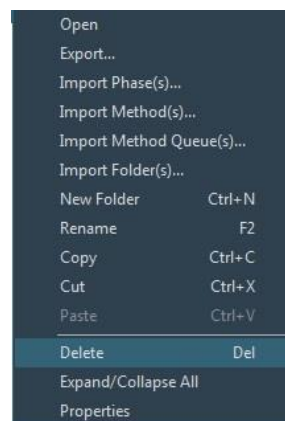 Open
Export...
Import Phase(s)...
Import Method(s)...
Import Method Queue(s)...
Import Folder(s)...
New Folder Ctrl+N
Rename F2
Copy Ctrl+C
Cut Ctrl+X
Paste Ctrl+V
Delete Del
Expand/Collapse All
Properties